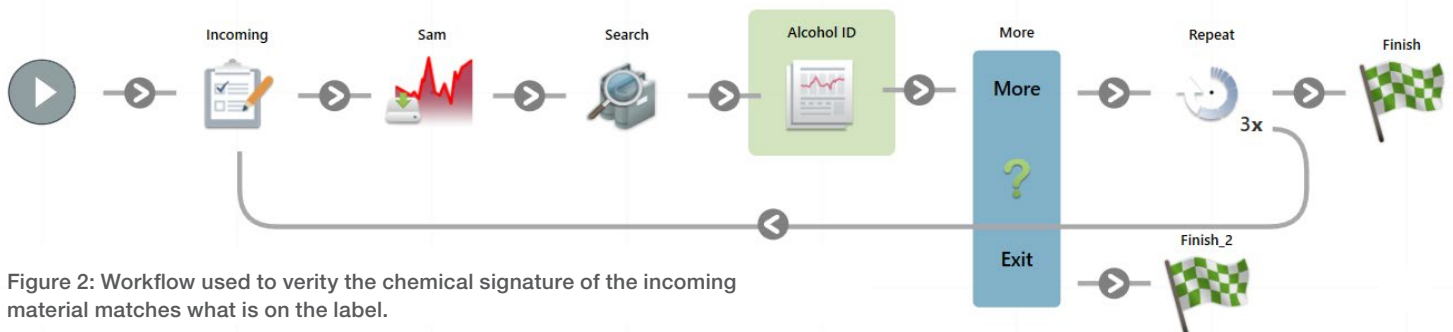 Incoming
Sam
Search
Alcohol ID
More
Repeat
Finish
More
3x
?
Exit
Finish_2
Figure 2: Workflow used to verity the chemical signature of the incoming
material matches what is on the label.